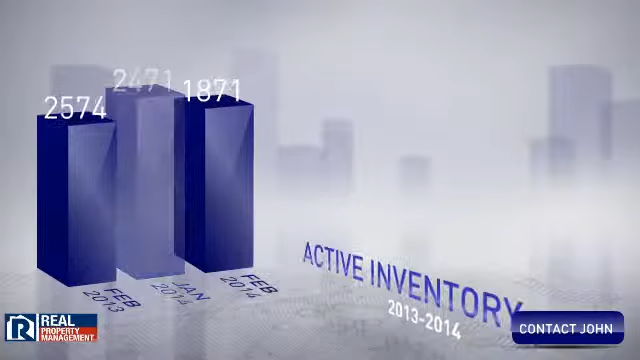 2574
2471
1871
FEB
2013
JAN
2014
FEB
2014
ACTIVE INVENTORY
2013-2014
REAL
PROPERTY
MANAGEMENT
CONTACT JOHN